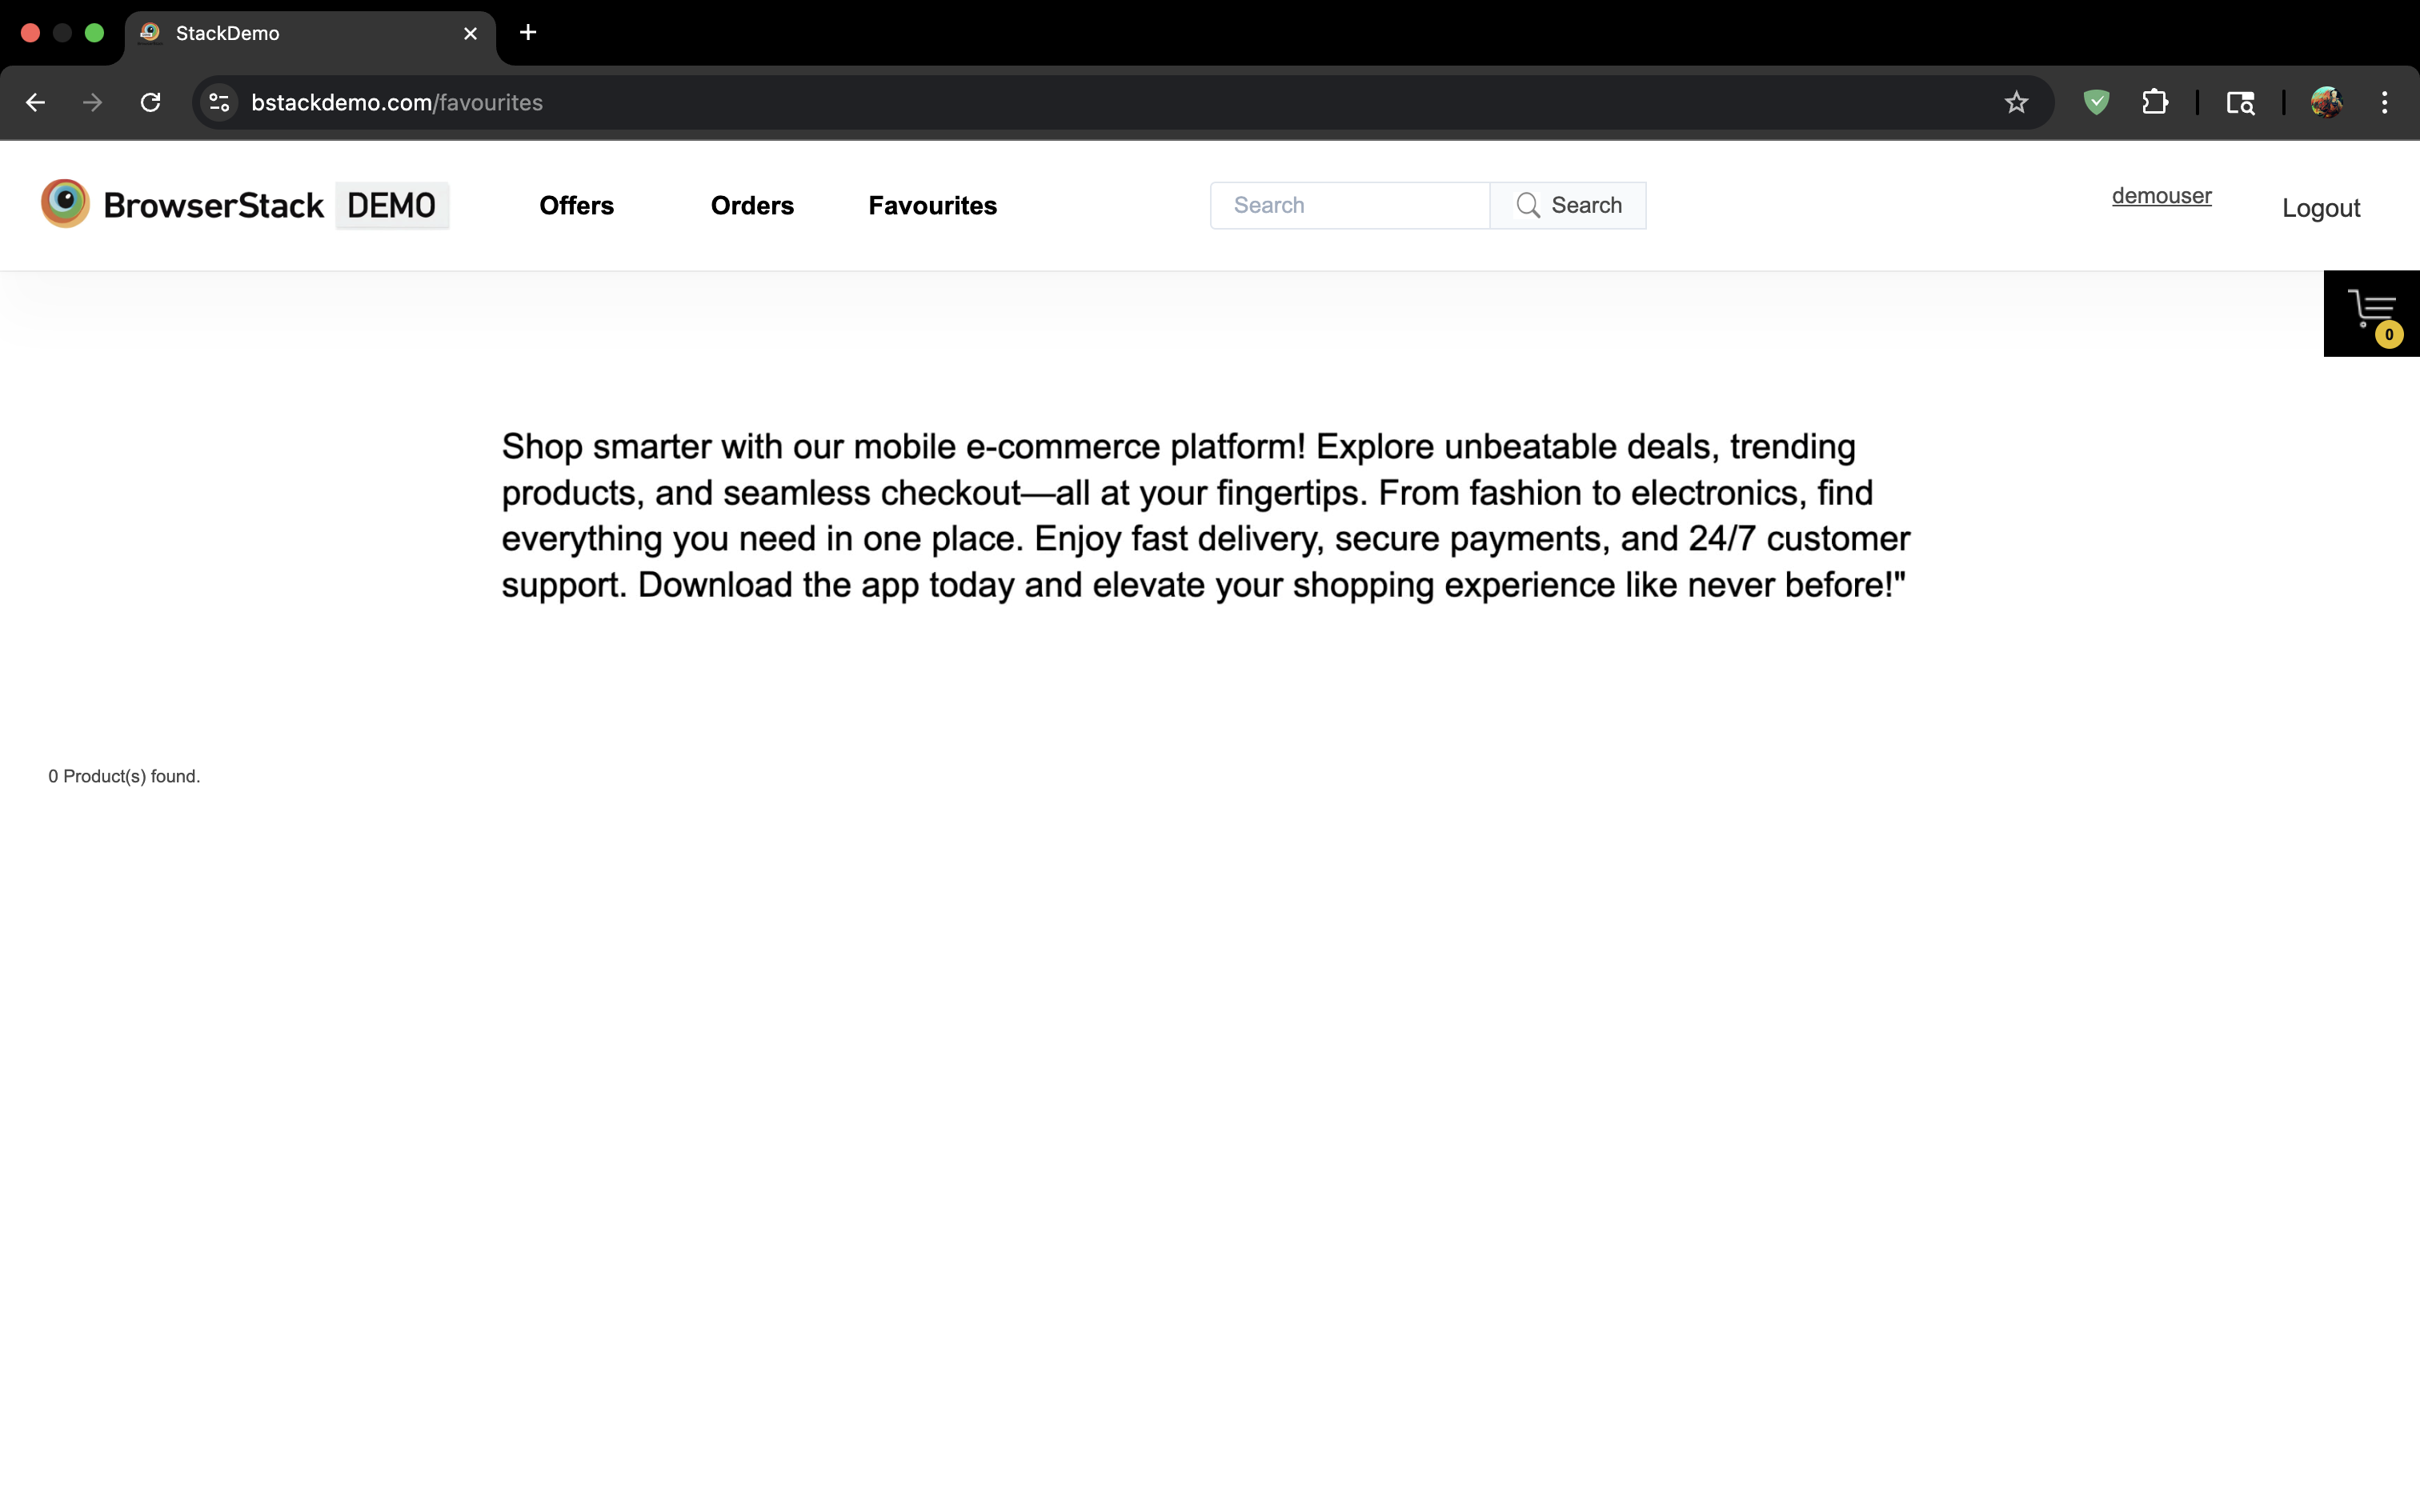 StackDemo
bstackdemo.com/favourites
BrowserStack DEMO Offers Orders Favourites Search Search demouser Logout
0
Shop smarter with our mobile e-commerce platform! Explore unbeatable deals, trending
products, and seamless checkout—all at your fingertips. From fashion to electronics, find
everything you need in one place. Enjoy fast delivery, secure payments, and 24/7 customer
support. Download the app today and elevate your shopping experience like never before!"
0 Product(s) found.